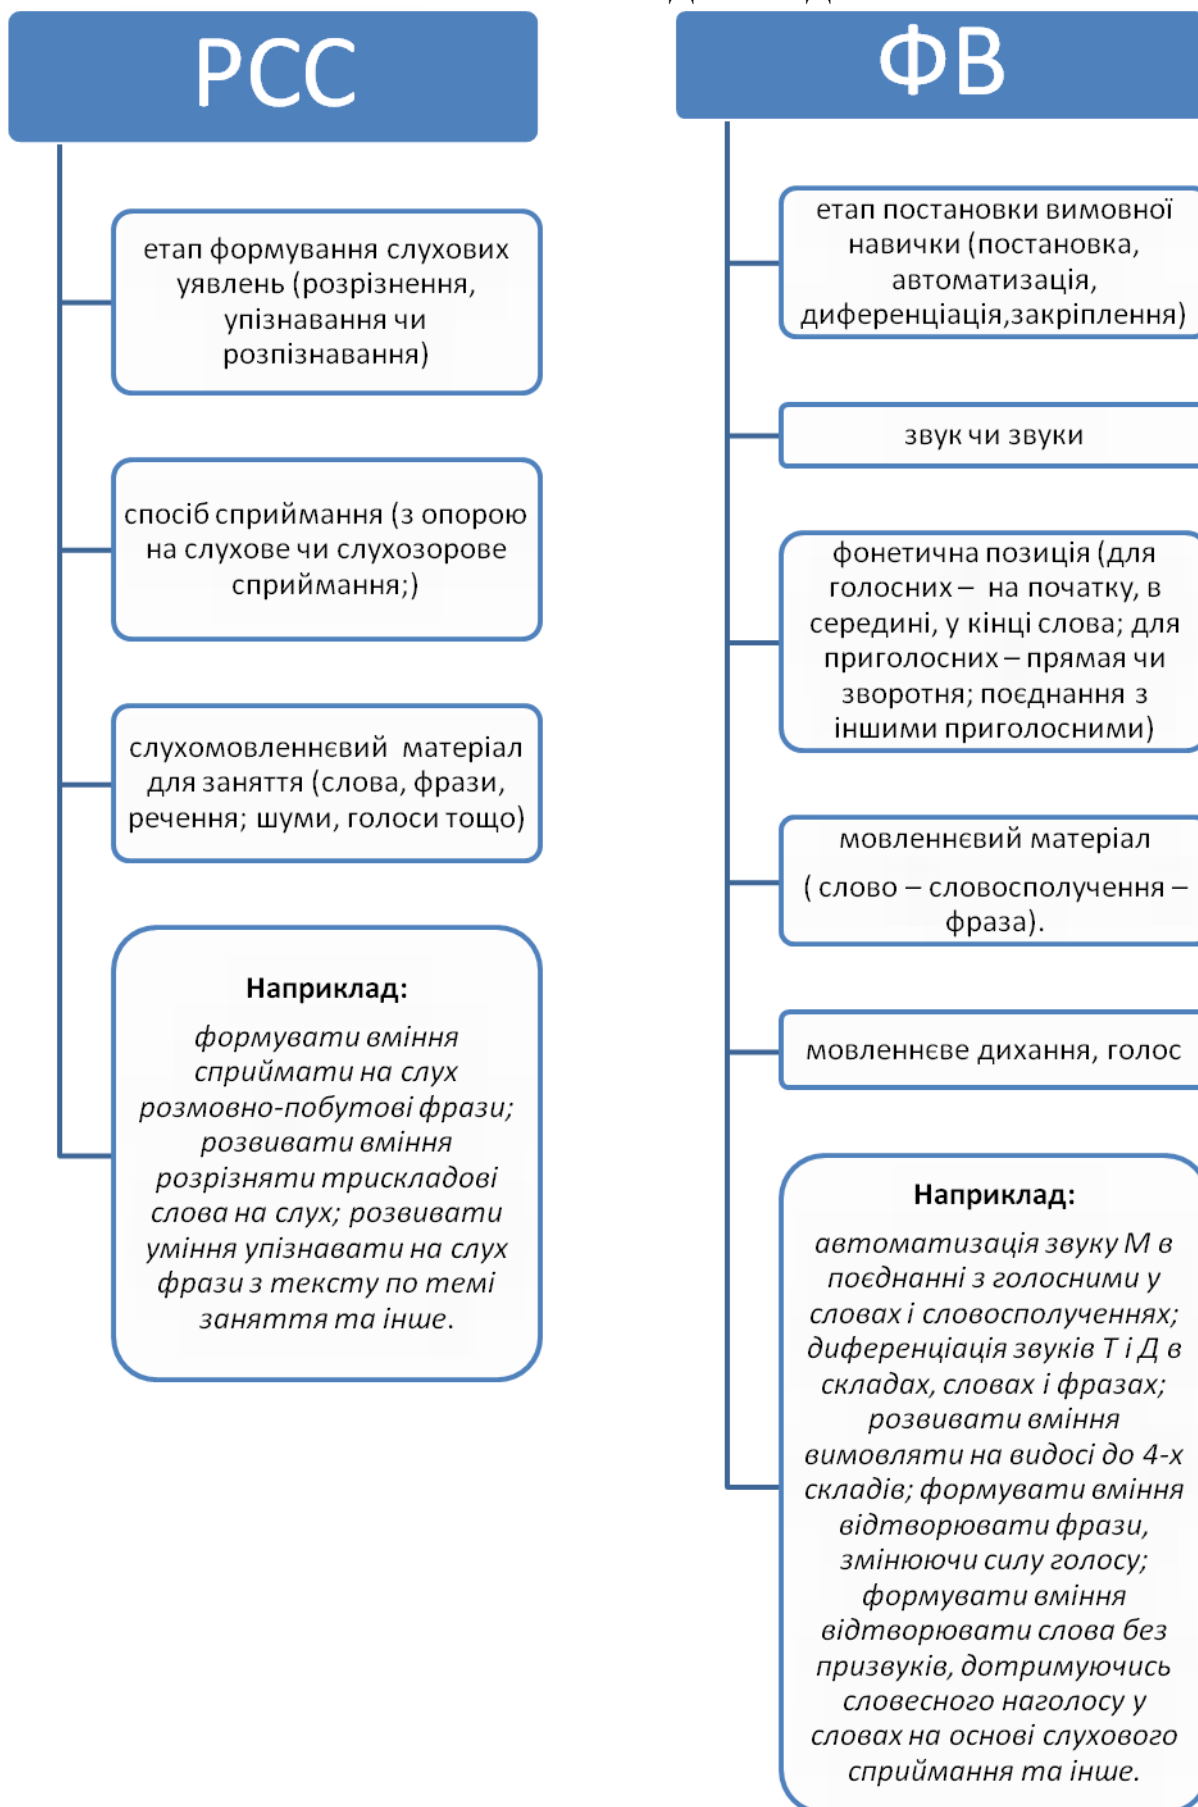 РСС
етап формування слухових
уявлень (розрізнення,
упізнавання чи
розпізнавання)
спосіб сприймання (з опорою
на слухове чи слухозорове
сприймання;)
слухомовленнєвий матеріал
для заняття (слова, фрази,
речення; шуми, голоси тощо)
Наприклад:
формувати вміння
сприймати на слух
розмовно-побутові фрази;
розвивати вміння
розрізняти трискладові
слова на слух; розвивати
уміння упізнавати на слух
фрази з тексту по темі
заняття та інше.
ФВ
етап постановки вимовної
навички (постановка,
автоматизація,
диференціація,закріплення)
звук чи звуки
фонетична позиція (для
голосних – на початку, в
середині, у кінці слова; для
приголосних – прямая чи
зворотня; поєднання з
іншими приголосними)
мовленнєвий матеріал
( слово – словосполучення –
фраза).
мовленнєве дихання, голос
Наприклад:
автоматизація звуку М в
поєднанні з голосними у
словах і словосполученнях;
диференціація звуків Т і Д в
складах, словах і фразах;
розвивати вміння
вимовляти на видосі до 4-х
складів; формувати вміння
відтворювати фрази,
змінюючи силу голосу;
формувати вміння
відтворювати слова без
призвуків, дотримуючись
словесного наголосу у
словах на основі слухового
сприймання та інше.